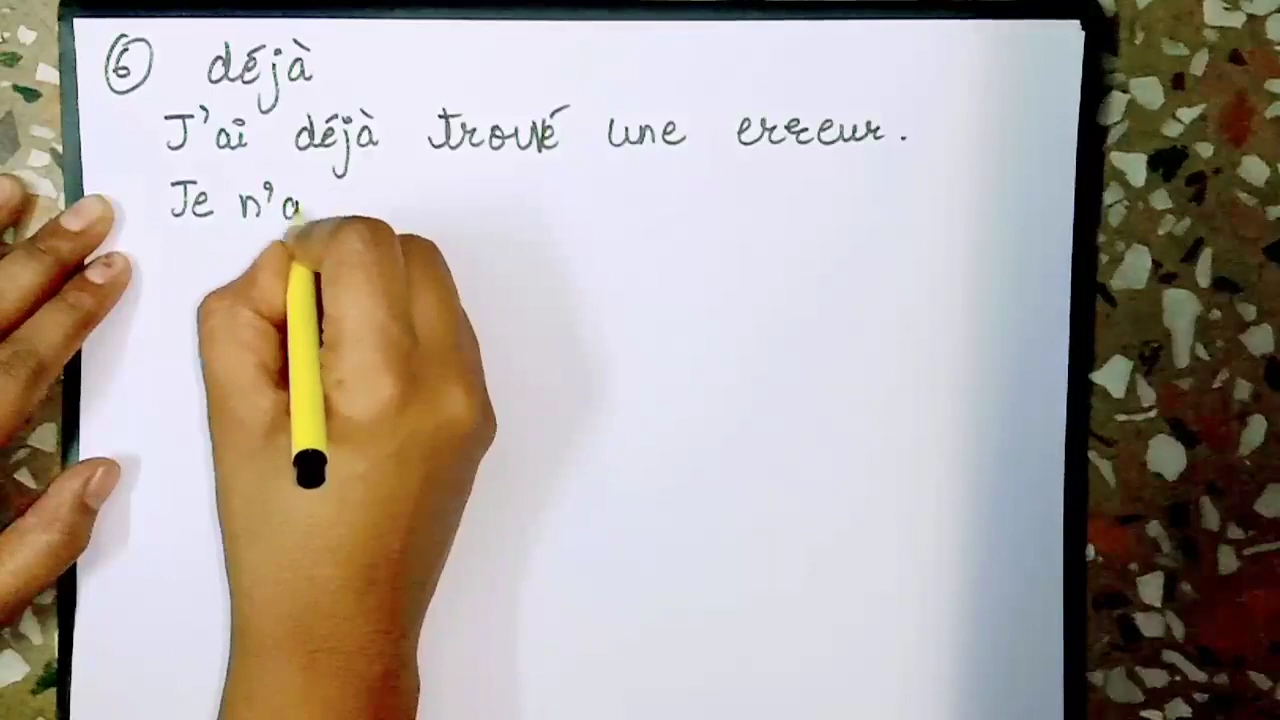 ⑥ déjà
J'ai déjà trouvé une erreur.
Je n'a